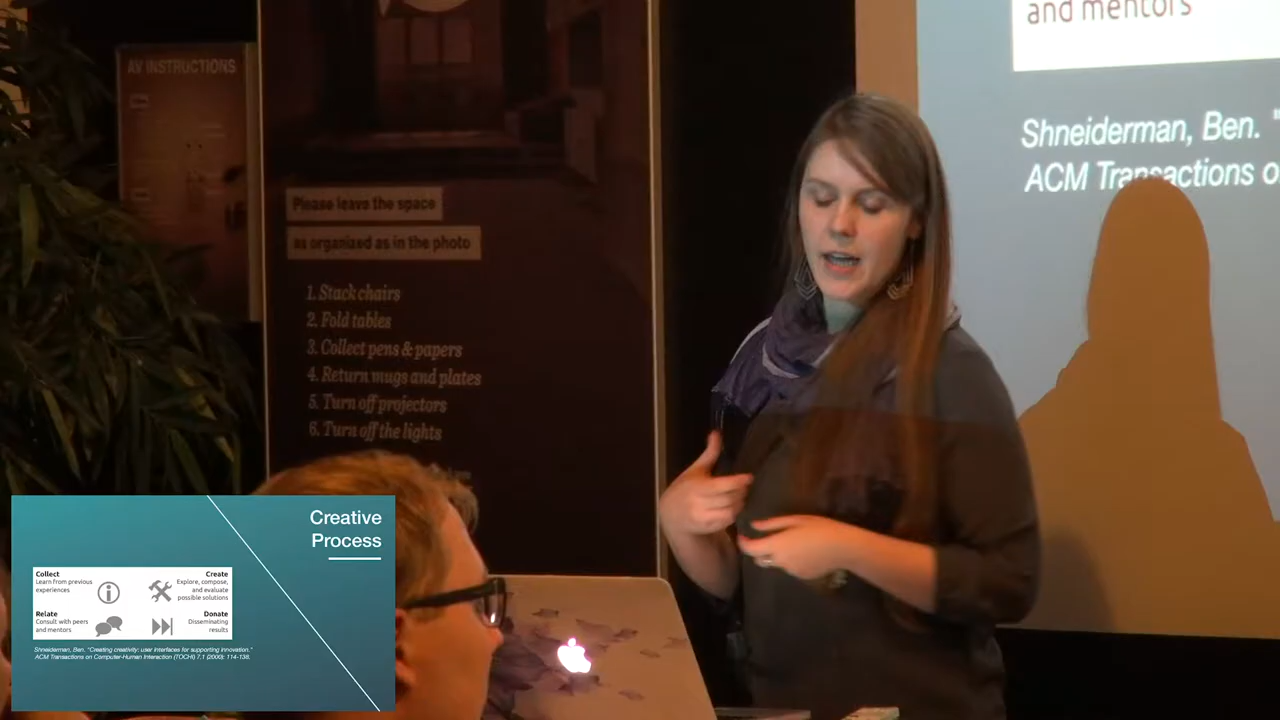 AV INSTRUCTIONS
Please leave the space
as organized as in the photo
1. Stack chairs
2. Fold tables
3. Collect pens & papers
4. Return mugs and plates
5. Turn off projectors
6. Turn off the lights
and mentors
Shneiderman, Ben. "
ACM Transactions o
Creative
Process
Collect
Learn from previous
experiences
Create
Explore, compose,
and evaluate
possible solutions
Relate
Consult with peers
and mentors
Donate
Disseminating
results
Shneiderman, Ben. "Creating creativity: user interfaces for supporting innovation."
ACM Transactions on Computer-Human Interaction (TOCHI) 7.1 (2000): 114-138.